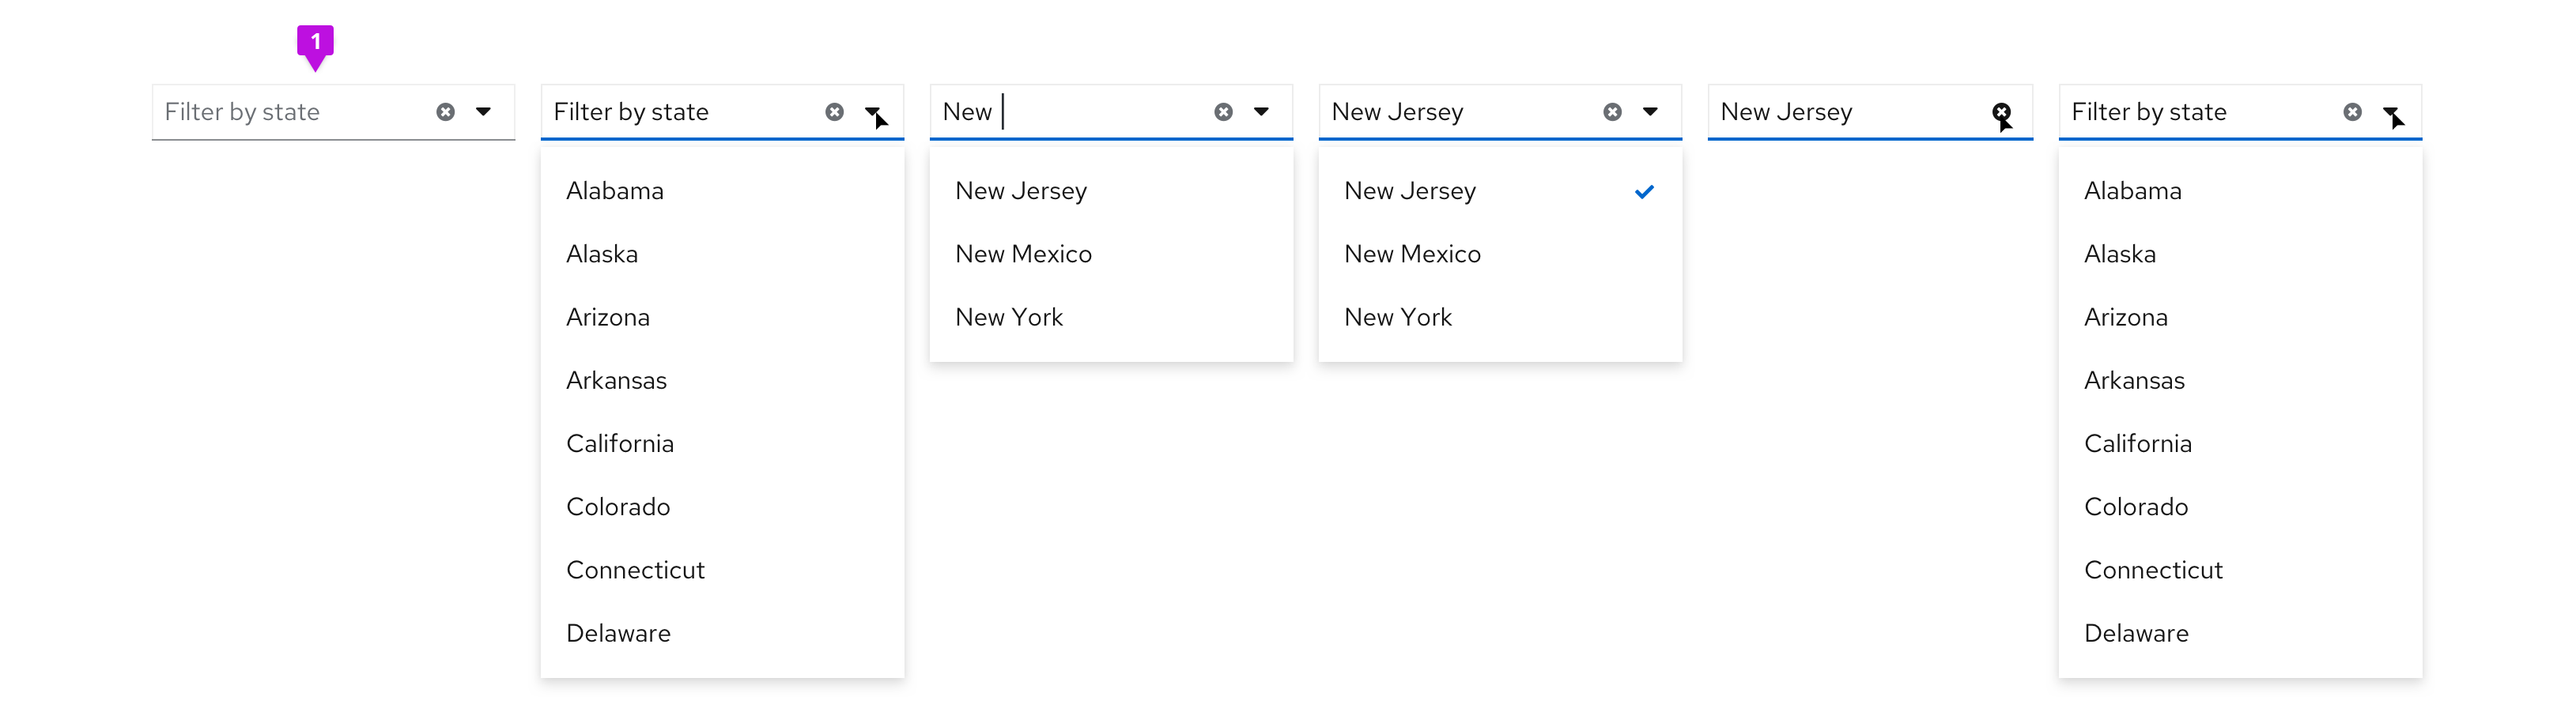 1
Filter by state
Filter by state
Alabama
Alaska
Arizona
Arkansas
California
Colorado
Connecticut
Delaware
New
New Jersey
New Mexico
New York
New Jersey
New Jersey
New Mexico
New York
New Jersey
Filter by state
Alabama
Alaska
Arizona
Arkansas
California
Colorado
Connecticut
Delaware